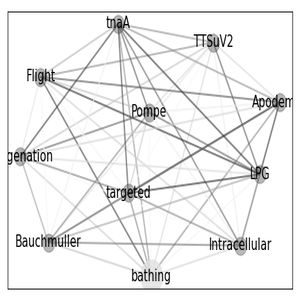 tnaA
TTSuV2
Flight
Apodem
Pompe
genation
LPG
targeted
Bauchmuller
Intracellular
bathing